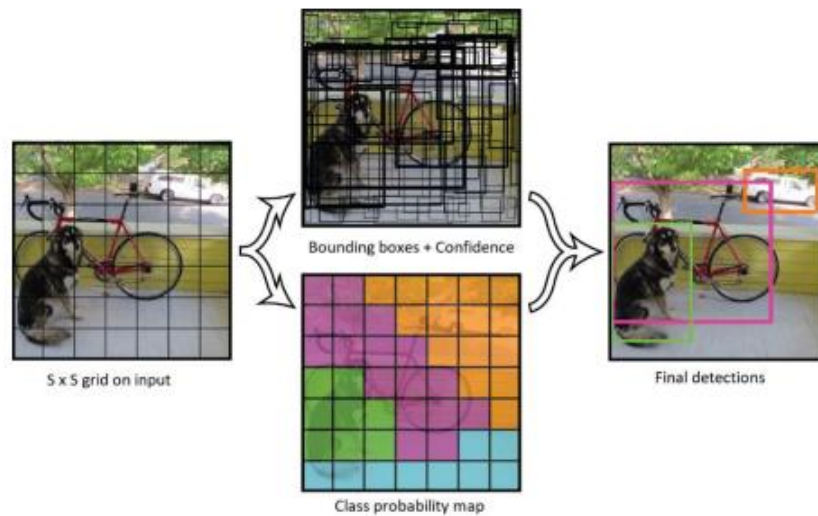 S x S grid on input
Bounding boxes + Confidence
Class probability map
Final detections